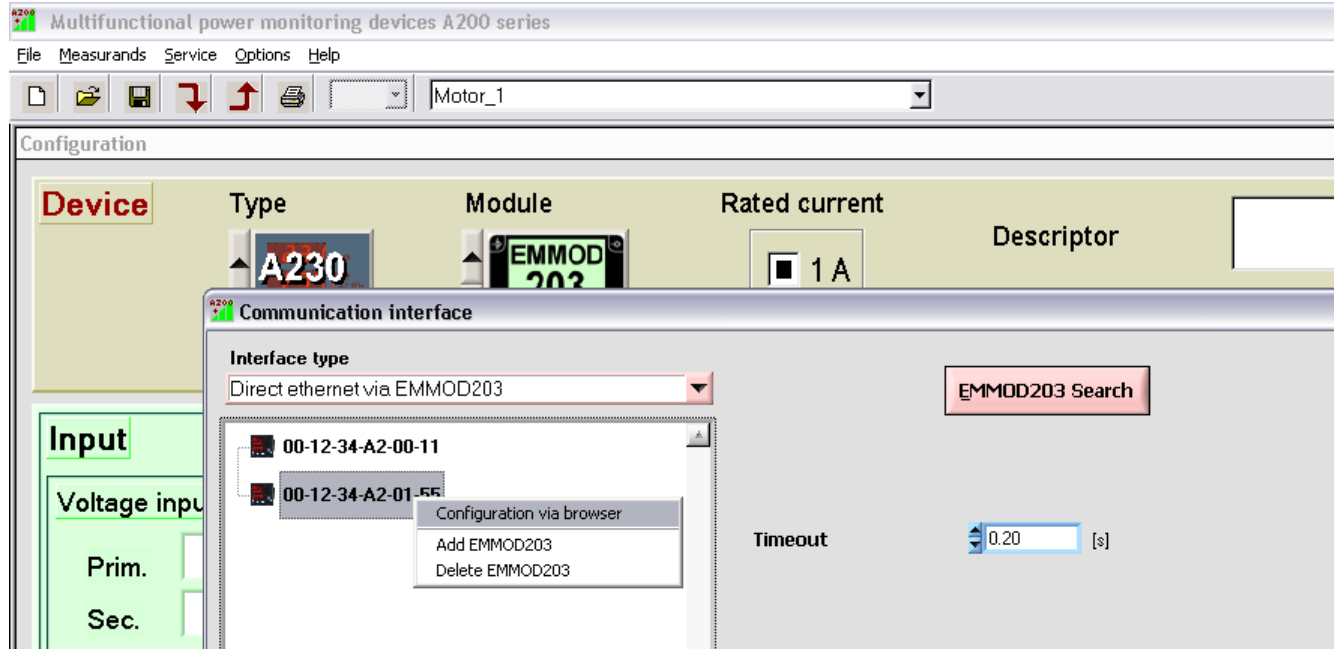 Multifunctional power monitoring devices A200 series
File Measurands Service Options Help
Motor_1
Configuration
Device
Type
Module
Rated current
Descriptor
A230
EMMOD
203
1 A
A200
Communication interface
Interface type
Direct ethernet via EMMOD203
EMMOD203 Search
Input
00-12-34-A2-00-11
00-12-34-A2-01-55
Configuration via browser
Add EMMOD203
Delete EMMOD203
Voltage inpu
Timeout
0.20
[s]
Prim.
Sec.